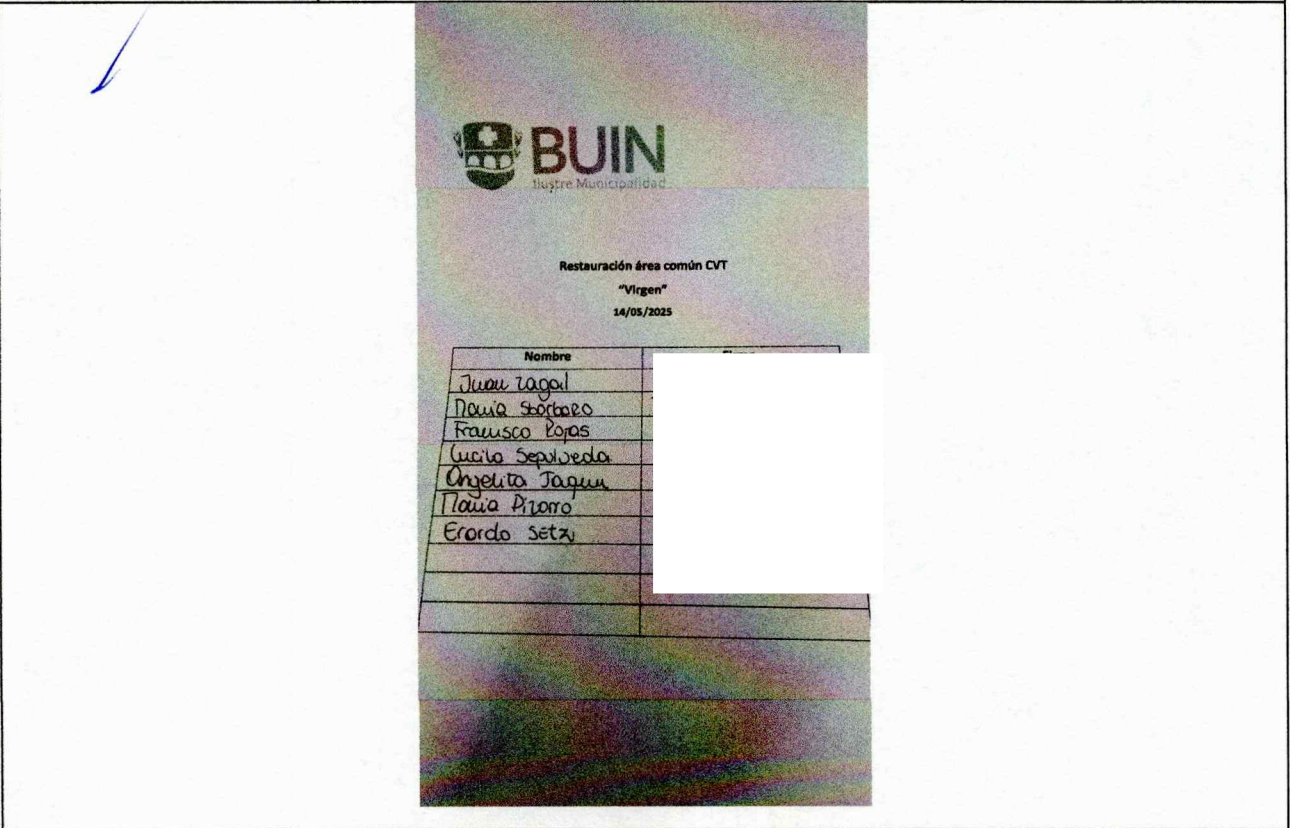 BUIN
Ilustre Municipalidad
Restauración área común CVT
"Virgen"
14/05/2025
Nombre
Juan Zagal
Maria Sborbaro
Francisco Rojas
Lucila Sepulveda
Angelita Jaque
Maria Pizarro
Erardo Setz